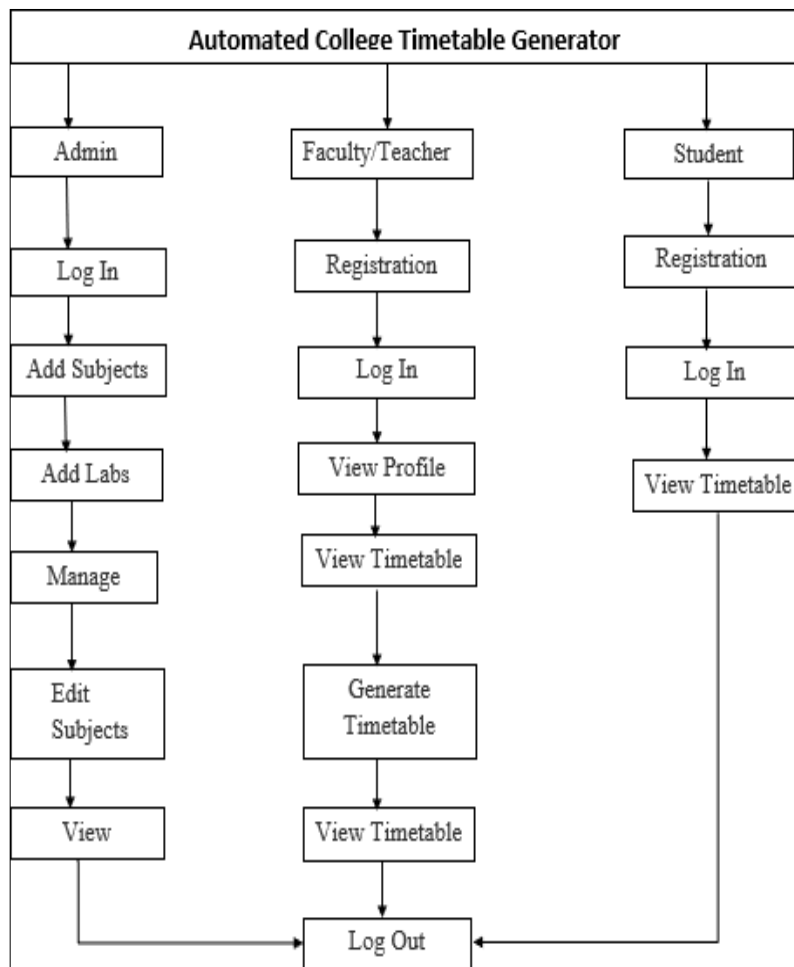 Automated College Timetable Generator
Admin
Log In
Add Subjects
Add Labs
Manage
Edit
Subjects
View
Faculty/Teacher
Registration
Log In
View Profile
View Timetable
Generate
Timetable
View Timetable
Log Out
Student
Registration
Log In
View Timetable